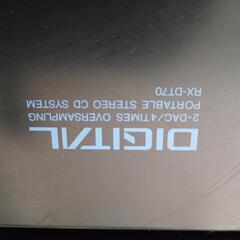 DIGITAL
2-DAC/4TIMES OVERSAMPLING
PORTABLE STEREO CD SYSTEM
RX-DT70